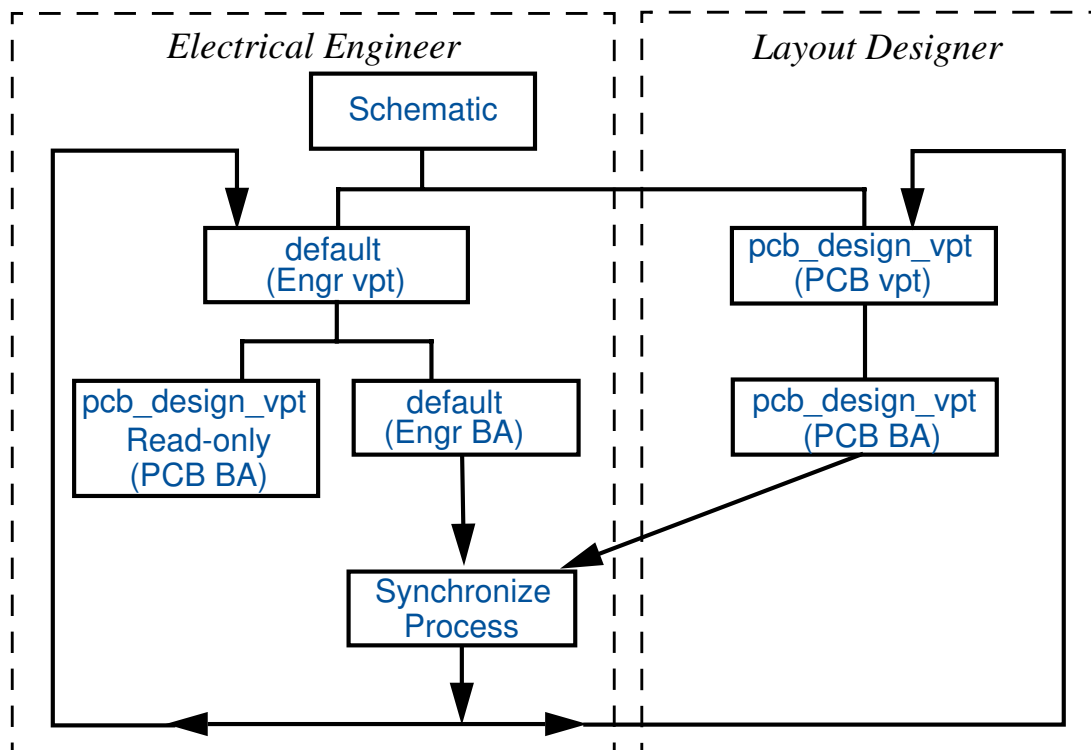 Electrical Engineer
Layout Designer
Schematic
default
(Engr vpt)
pcb_design_vpt
(PCB vpt)
pcb_design_vpt
Read-only
(PCB BA)
default
(Engr BA)
pcb_design_vpt
(PCB BA)
Synchronize
Process